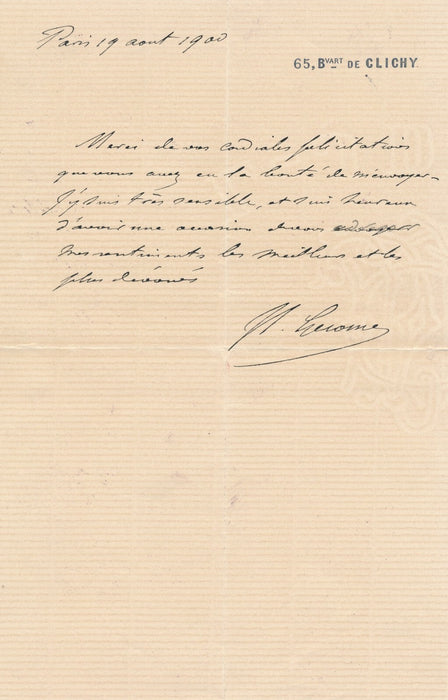 Paris 19 aout 1900
65, BVART DE CLICHY
Merci de vos cordiales felicitations
que vous avez eu la bonté de m'envoyer –
J'y suis très sensible, et suis heureux
d'avoir une occasion de vous
mes sentiments les meilleurs et les
plus dévoués
Gerome